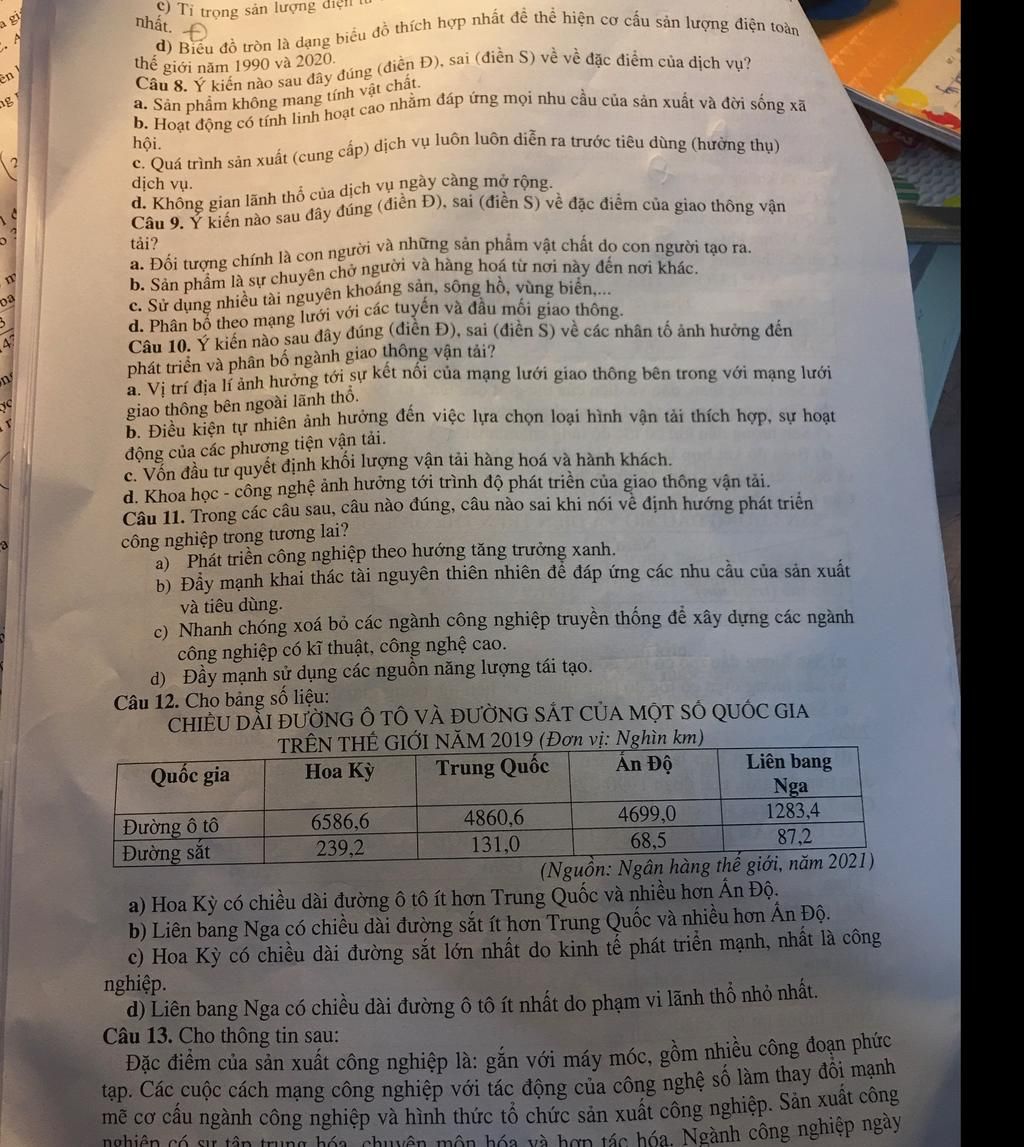 c) Tỉ trọng sản lượng điện
nhất.
d) Biểu đồ tròn là dạng biểu đồ thích hợp nhất để thể hiện cơ cấu sản lượng điện toàn
thế giới năm 1990 và 2020.
Câu 8. Ý kiến nào sau đây đúng (điền Đ), sai (điền S) về về đặc điểm của dịch vụ?
a. Sản phẩm không mang tính vật chất.
b. Hoạt động có tính linh hoạt cao nhằm đáp ứng mọi nhu cầu của sản xuất và đời sống xã
hội.
c. Quá trình sản xuất (cung cấp) dịch vụ luôn luôn diễn ra trước tiêu dùng (hưởng thụ)
dịch vụ.
d. Không gian lãnh thổ của dịch vụ ngày càng mở rộng.
Câu 9. Ý kiến nào sau đây đúng (điền Đ), sai (điền S) về đặc điểm của giao thông vận
tải?
a. Đối tượng chính là con người và những sản phẩm vật chất do con người tạo ra.
b. Sản phẩm là sự chuyên chở người và hàng hoá từ nơi này đến nơi khác.
c. Sử dụng nhiều tài nguyên khoáng sản, sông hồ, vùng biển,...
d. Phân bố theo mạng lưới với các tuyến và đầu mối giao thông.
Câu 10. Ý kiến nào sau đây đúng (điền Đ), sai (điền S) về các nhân tố ảnh hưởng đến
phát triển và phân bố ngành giao thông vận tải?
a. Vị trí địa lí ảnh hưởng tới sự kết nối của mạng lưới giao thông bên trong với mạng lưới
giao thông bên ngoài lãnh thổ.
b. Điều kiện tự nhiên ảnh hưởng đến việc lựa chọn loại hình vận tải thích hợp, sự hoạt
động của các phương tiện vận tải.
c. Vốn đầu tư quyết định khối lượng vận tải hàng hoá và hành khách.
d. Khoa học - công nghệ ảnh hưởng tới trình độ phát triển của giao thông vận tải.
Câu 11. Trong các câu sau, câu nào đúng, câu nào sai khi nói về định hướng phát triển
công nghiệp trong tương lai?
a) Phát triển công nghiệp theo hướng tăng trưởng xanh.
b) Đẩy mạnh khai thác tài nguyên thiên nhiên để đáp ứng các nhu cầu của sản xuất
và tiêu dùng.
c) Nhanh chóng xoá bỏ các ngành công nghiệp truyền thống để xây dựng các ngành
công nghiệp có kĩ thuật, công nghệ cao.
d) Đẩy mạnh sử dụng các nguồn năng lượng tái tạo.
Câu 12. Cho bảng số liệu:
CHIỀU DÀI ĐƯỜNG Ô TÔ VÀ ĐƯỜNG SẮT CỦA MỘT SỐ QUỐC GIA
TRÊN THẾ GIỚI NĂM 2019 (Đơn vị: Nghìn km)
Quốc gia Hoa Kỳ Trung Quốc Ấn Độ Liên bang
Nga
Đường ô tô 6586,6 4860,6 4699,0 1283,4
Đường sắt 239,2 131,0 68,5 87,2
(Nguồn: Ngân hàng thế giới, năm 2021)
a) Hoa Kỳ có chiều dài đường ô tô ít hơn Trung Quốc và nhiều hơn Ấn Độ.
b) Liên bang Nga có chiều dài đường sắt ít hơn Trung Quốc và nhiều hơn Ấn Độ.
c) Hoa Kỳ có chiều dài đường sắt lớn nhất do kinh tế phát triển mạnh, nhất là công
nghiệp.
d) Liên bang Nga có chiều dài đường ô tô ít nhất do phạm vi lãnh thổ nhỏ nhất.
Câu 13. Cho thông tin sau:
Đặc điểm của sản xuất công nghiệp là: gắn với máy móc, gồm nhiều công đoạn phức
tạp. Các cuộc cách mạng công nghiệp với tác động của công nghệ số làm thay đổi mạnh
mẽ cơ cấu ngành công nghiệp và hình thức tổ chức sản xuất công nghiệp. Sản xuất công
nghiệp có sự tập trung hóa, chuyên môn hóa và hợp tác hóa. Ngành công nghiệp ngày